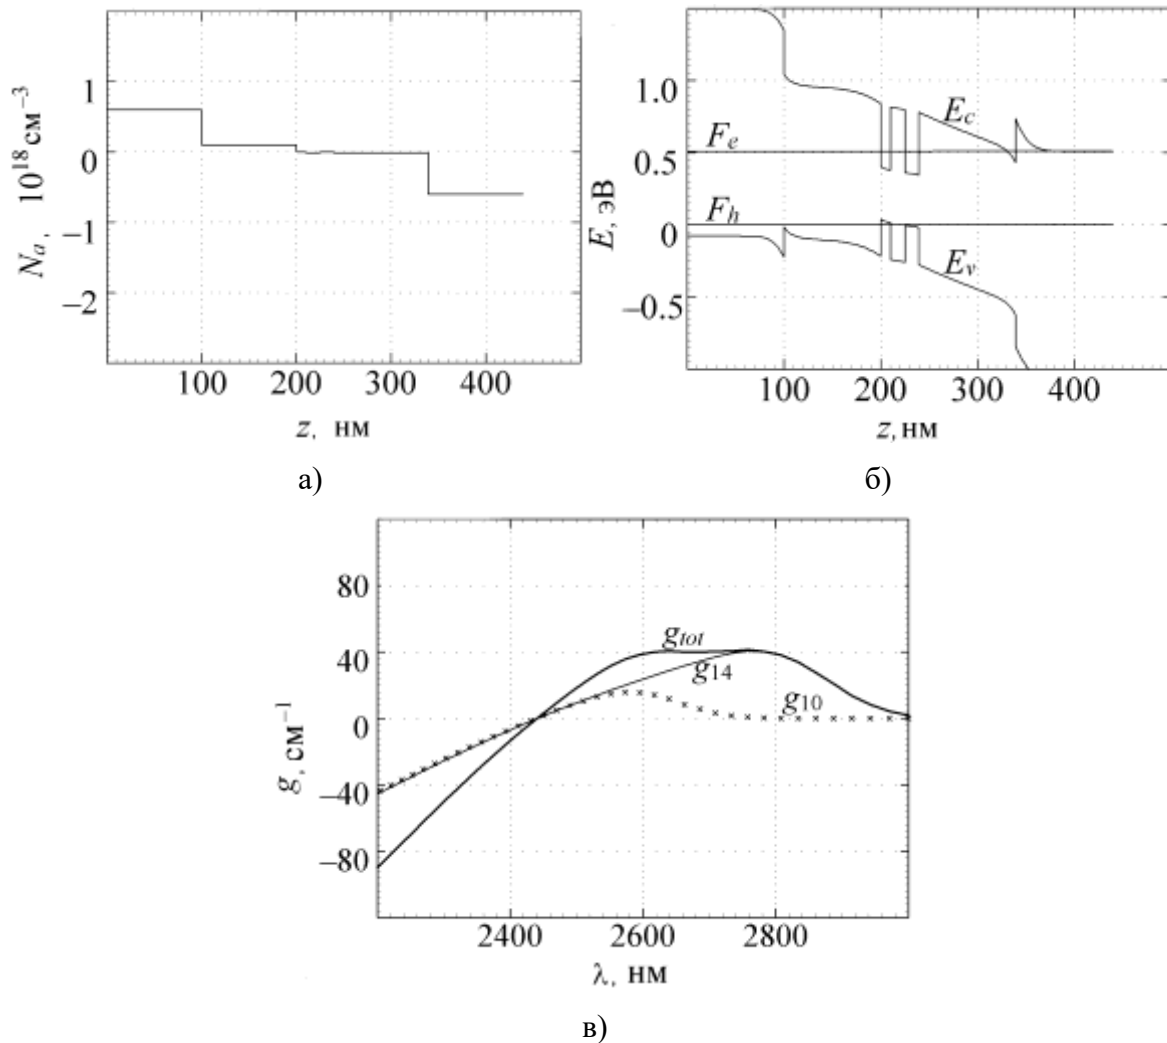 N_a, 10^18 см^−3
1
0
−1
−2
100 200 300 400
z, нм
а)
E, эВ
1.0
0.5
0
−0.5
F_e
F_h
E_c
E_v
100 200 300 400
z, нм
б)
g, см^−1
80
40
0
−40
−80
g_tot
g_14
g_10
2400 2600 2800
λ, нм
в)